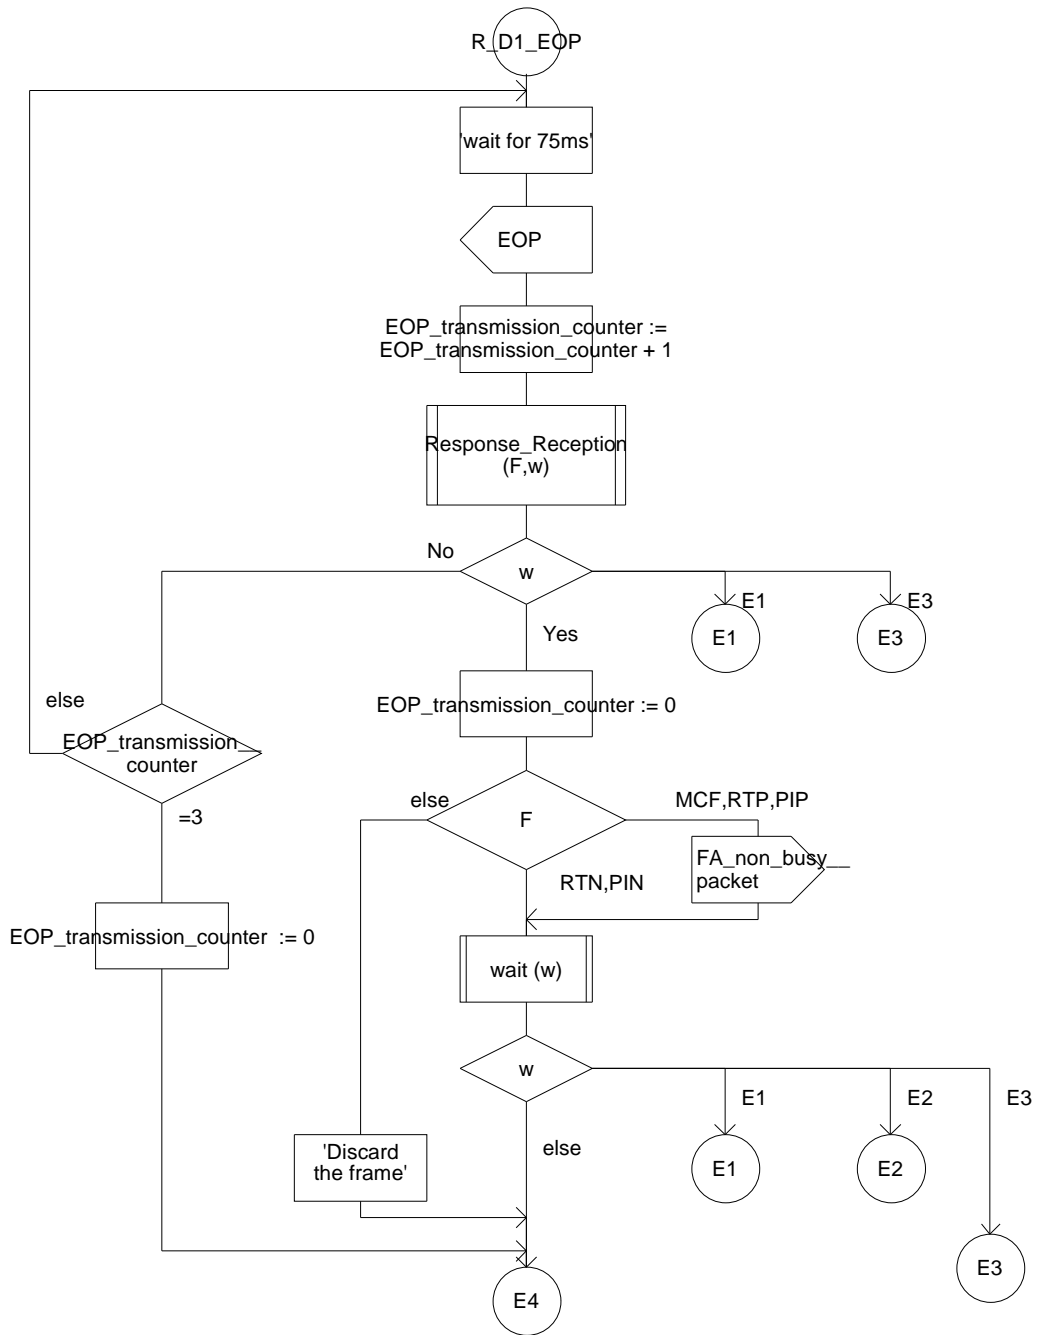 R_D1_EOP
'wait for 75ms'
EOP
EOP_transmission_counter :=
EOP_transmission_counter + 1
Response_Reception
(F,w)
No
w
E1
E3
E1
E3
Yes
EOP_transmission_counter := 0
else
EOP_transmission__
counter
=3
else
F
MCF,RTP,PIP
FA_non_busy__
packet
RTN,PIN
EOP_transmission_counter := 0
wait (w)
w
E1
E2
E3
else
'Discard
the frame'
E1
E2
E3
E4